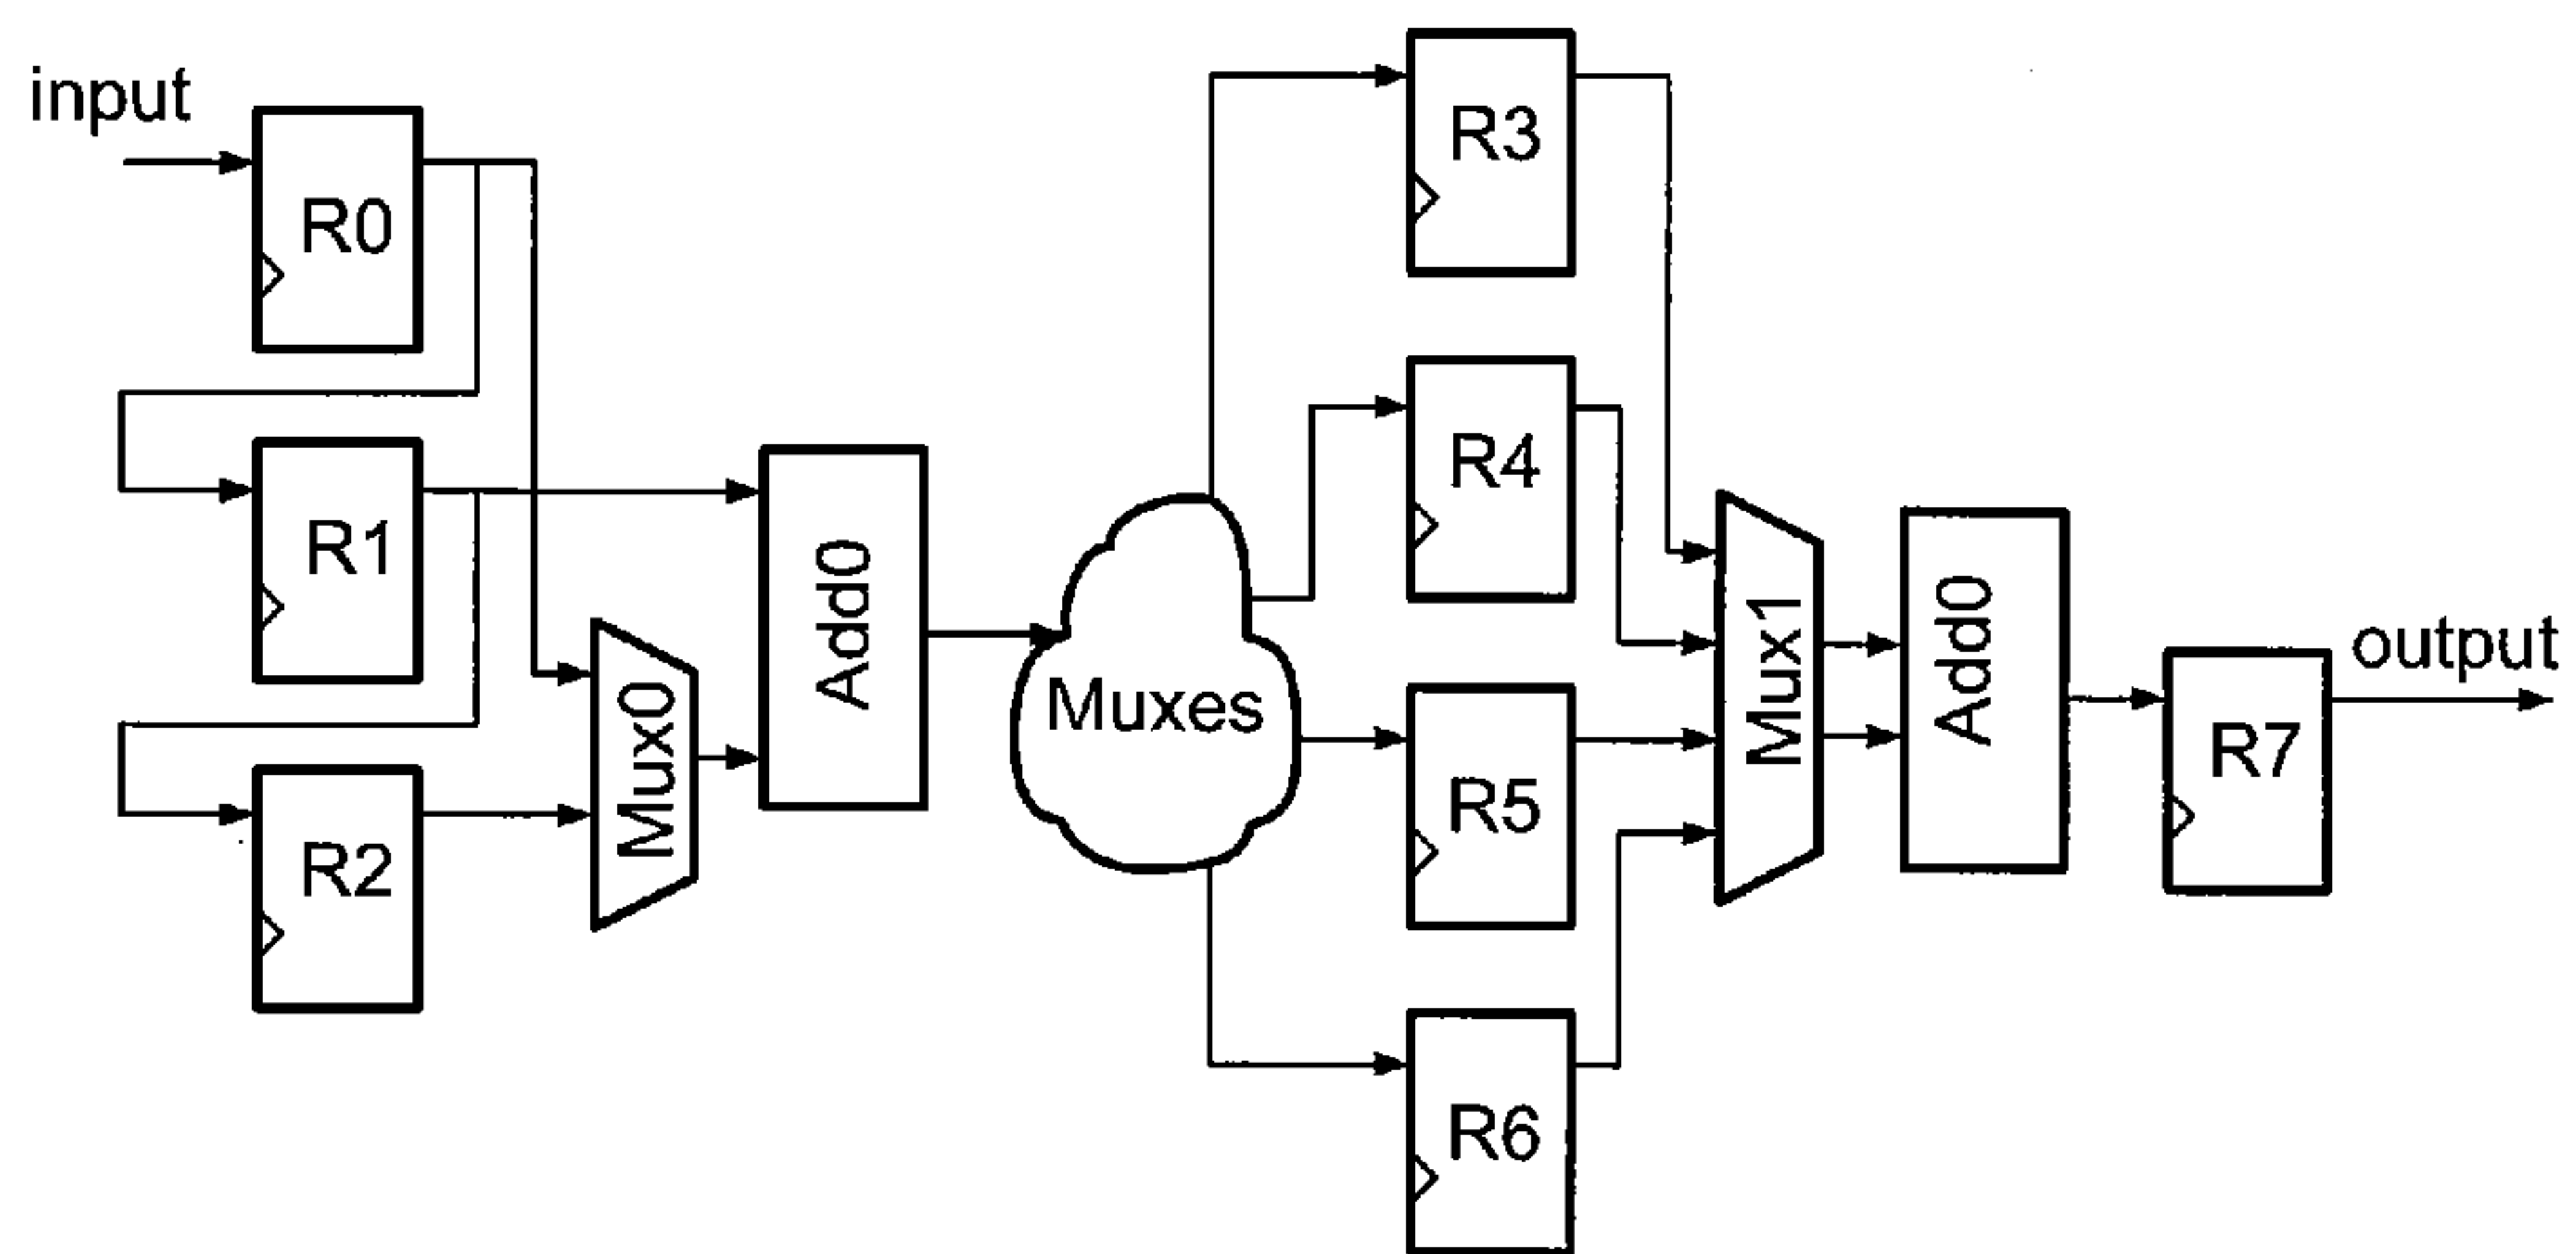 input
R0
R1
R2
Mux0
Add0
Muxes
R3
R4
R5
R6
Mux1
Add0
R7
output